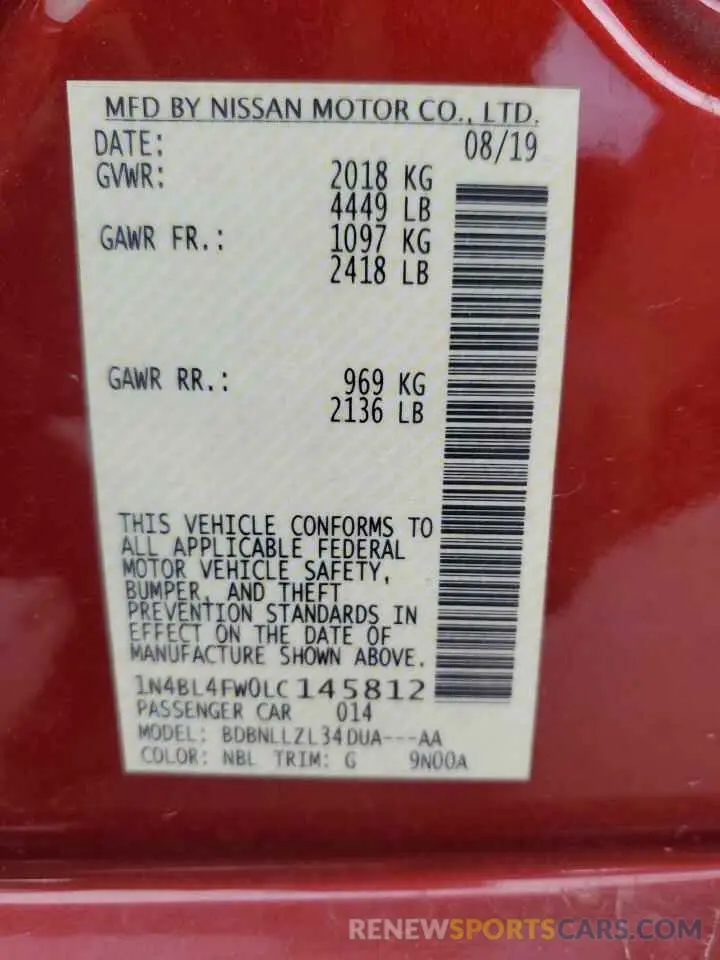 MFD BY NISSAN MOTOR CO., LTD.
DATE: 08/19
GVWR: 2018 KG
4449 LB
GAWR FR.: 1097 KG
2418 LB
GAWR RR.: 969 KG
2136 LB
THIS VEHICLE CONFORMS TO
ALL APPLICABLE FEDERAL
MOTOR VEHICLE SAFETY,
BUMPER, AND THEFT
PREVENTION STANDARDS IN
EFFECT ON THE DATE OF
MANUFACTURE SHOWN ABOVE.
1N4BL4FW0LC145812
PASSENGER CAR 014
MODEL: BDBNLLZL34DUA---AA
COLOR: NBL TRIM: G 9N00A
RENEWSPORTSCARS.COM